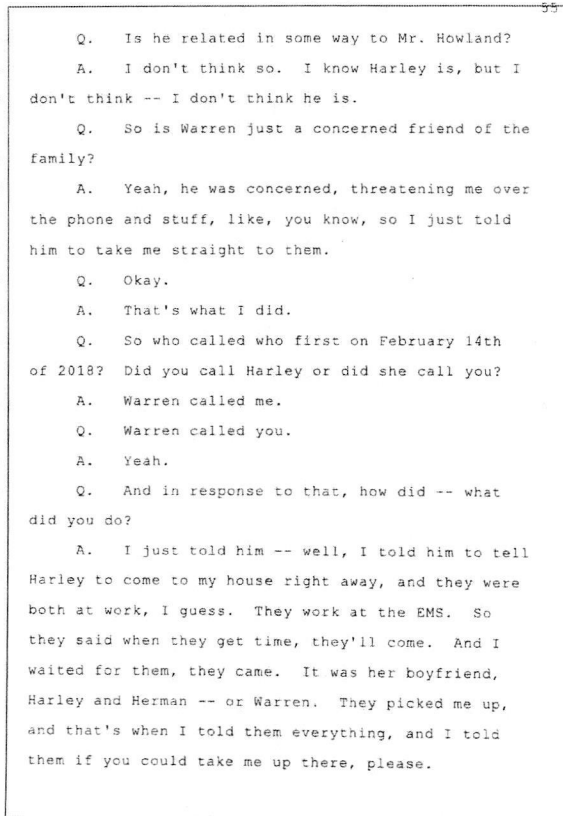 55
Q. Is he related in some way to Mr. Howland?
A. I don't think so. I know Harley is, but I
don't think -- I don't think he is.
Q. So is Warren just a concerned friend of the
family?
A. Yeah, he was concerned, threatening me over
the phone and stuff, like, you know, so I just told
him to take me straight to them.
Q. Okay.
A. That's what I did.
Q. So who called who first on February 14th
of 2018? Did you call Harley or did she call you?
A. Warren called me.
Q. Warren called you.
A. Yeah.
Q. And in response to that, how did -- what
did you do?
A. I just told him -- well, I told him to tell
Harley to come to my house right away, and they were
both at work, I guess. They work at the EMS. So
they said when they get time, they'll come. And I
waited for them, they came. It was her boyfriend,
Harley and Herman -- or Warren. They picked me up,
and that's when I told them everything, and I told
them if you could take me up there, please.